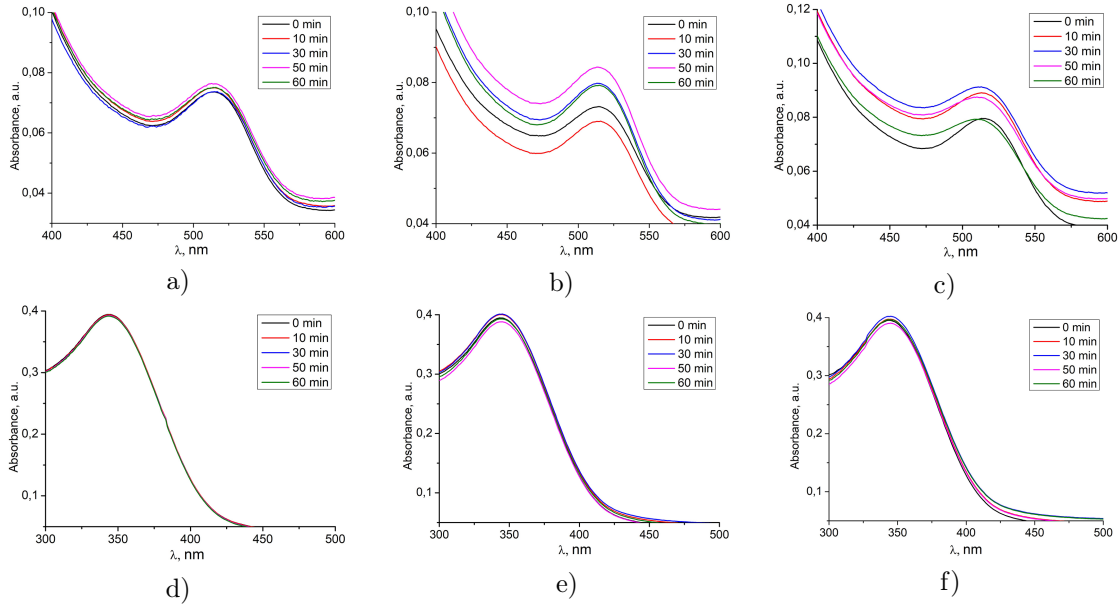 0,10
0,08
0,06
0,04
Absorbance, a.u.
400
450
500
550
600
λ, nm
0 min
10 min
30 min
50 min
60 min
a)
0,10
0,08
0,06
0,04
Absorbance, a.u.
400
450
500
550
600
λ, nm
0 min
10 min
30 min
50 min
60 min
b)
0,12
0,10
0,08
0,06
0,04
Absorbance, a.u.
400
450
500
550
600
λ, nm
0 min
10 min
30 min
50 min
60 min
c)
0,4
0,3
0,2
0,1
Absorbance, a.u.
300
350
400
450
500
λ, nm
0 min
10 min
30 min
50 min
60 min
d)
0,4
0,3
0,2
0,1
Absorbance, a.u.
300
350
400
450
500
λ, nm
0 min
10 min
30 min
50 min
60 min
e)
0,4
0,3
0,2
0,1
Absorbance, a.u.
300
350
400
450
500
λ, nm
0 min
10 min
30 min
50 min
60 min
f)